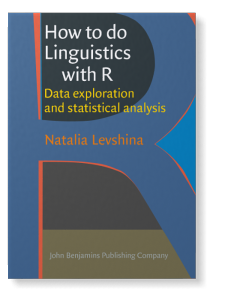 How to do
Linguistics
with R
Data exploration
and statistical analysis
Natalia Levshina
John Benjamins Publishing Company